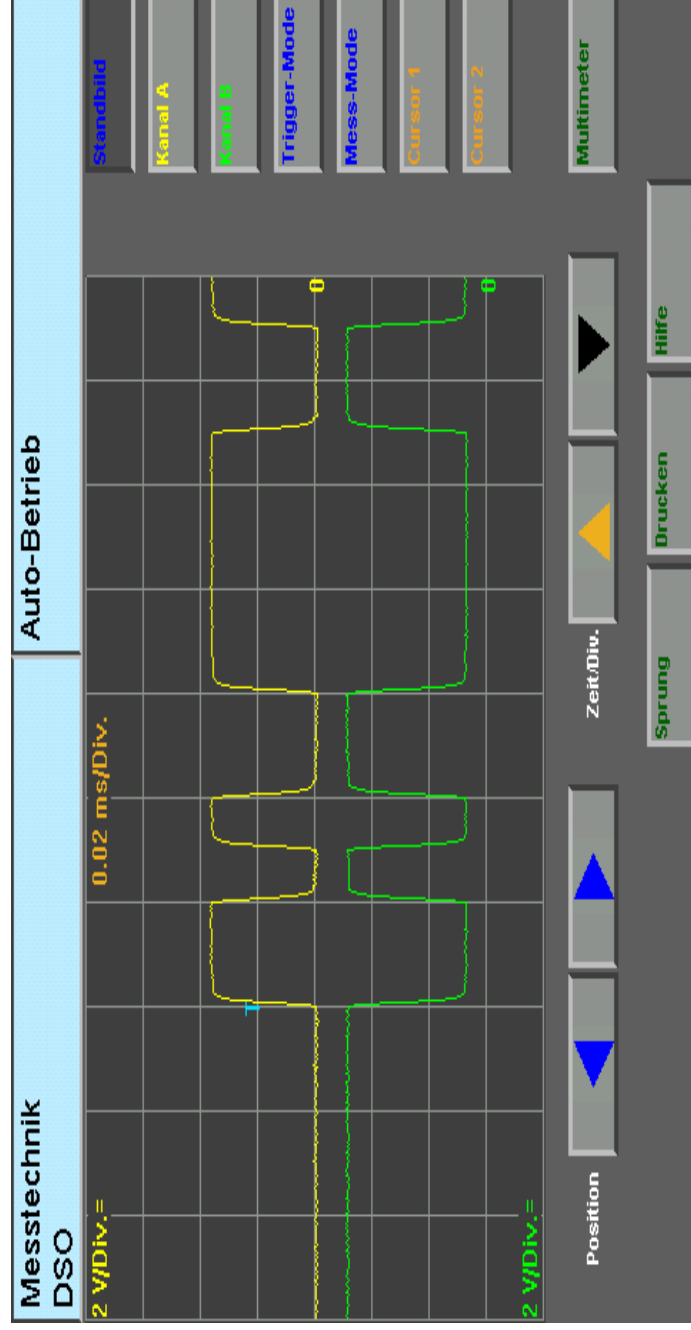 Messtechnik
DSO
Auto-Betrieb
2 V/Div.=
0.02 ms/Div.
T
0
0
2 V/Div.=
Standbild
Kanal A
Kanal B
Trigger-Mode
Mess-Mode
Cursor 1
Cursor 2
Multimeter
Position
Zeit/Div.
Sprung
Drucken
Hilfe